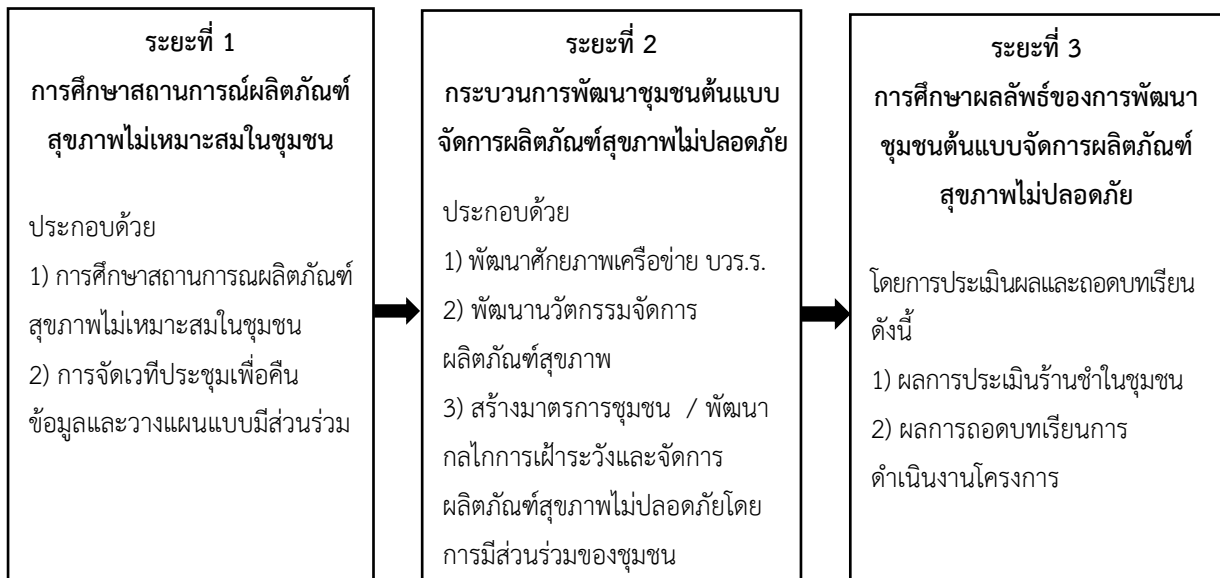 ระยะที่ 1
การศึกษาสถานการณ์ผลิตภัณฑ์
สุขภาพไม่เหมาะสมในชุมชน
ประกอบด้วย
1) การศึกษาสถานการณผลิตภัณฑ์
สุขภาพไม่เหมาะสมในชุมชน
2) การจัดเวทีประชุมเพื่อคืน
ข้อมูลและวางแผนแบบมีส่วนร่วม
ระยะที่ 2
กระบวนการพัฒนาชุมชนต้นแบบ
จัดการผลิตภัณฑ์สุขภาพไม่ปลอดภัย
ประกอบด้วย
1) พัฒนาศักยภาพเครือข่าย บวร.ร.
2) พัฒนานวัตกรรมจัดการ
ผลิตภัณฑ์สุขภาพ
3) สร้างมาตรการชุมชน / พัฒนา
กลไกการเฝ้าระวังและจัดการ
ผลิตภัณฑ์สุขภาพไม่ปลอดภัยโดย
การมีส่วนร่วมของชุมชน
ระยะที่ 3
การศึกษาผลลัพธ์ของการพัฒนา
ชุมชนต้นแบบจัดการผลิตภัณฑ์
สุขภาพไม่ปลอดภัย
โดยการประเมินผลและถอดบทเรียน
ดังนี้
1) ผลการประเมินร้านชำในชุมชน
2) ผลการถอดบทเรียนการ
ดำเนินงานโครงการ